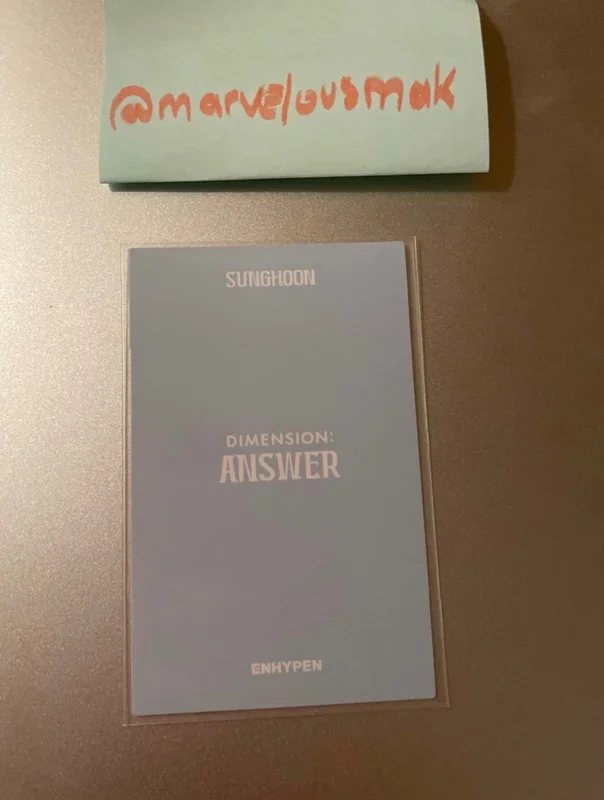 @marvelousmak
SUNGHOON
DIMENSION:
ANSWER
ENHYPEN